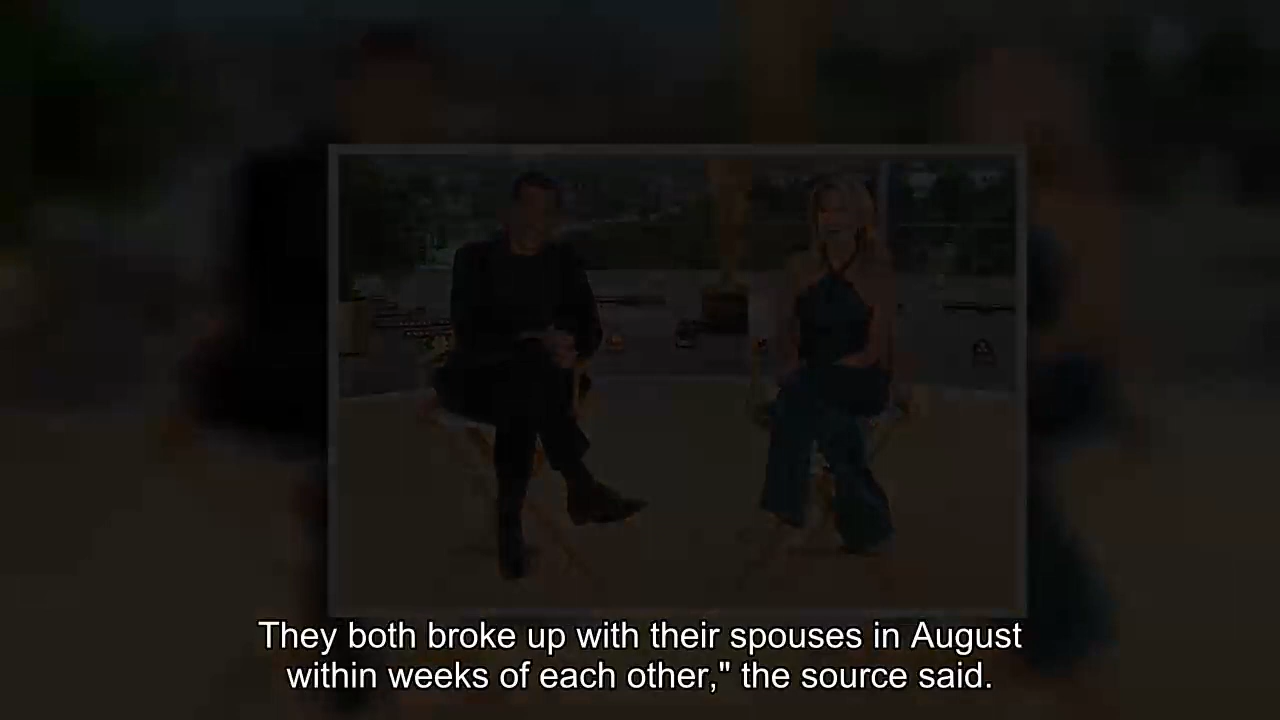 They both broke up with their spouses in August
within weeks of each other," the source said.